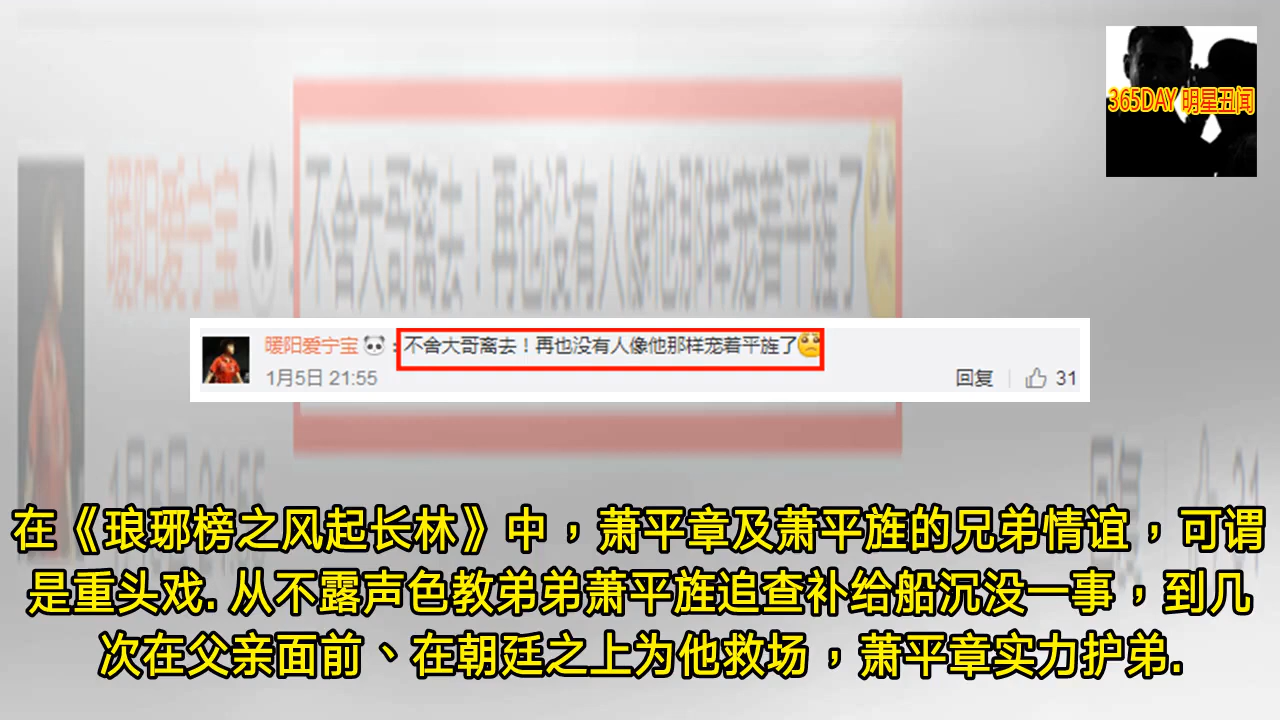 365DAY 明星丑闻
暖阳爱宁宝🐼：不舍大哥离去！再也没有人像他那样宠着平旌了😟
1月5日 21:55
回复 31
在《琅琊榜之风起长林》中，萧平章及萧平旌的兄弟情谊，可谓
是重头戏. 从不露声色教弟弟萧平旌追查补给船沉没一事，到几
次在父亲面前、在朝廷之上为他救场，萧平章实力护弟.